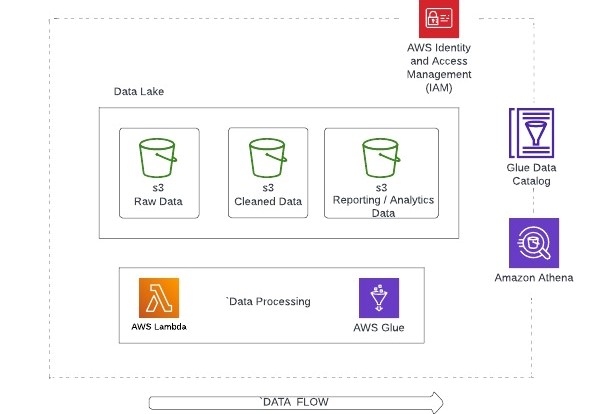 AWS Identity
and Access
Management
(IAM)
Data Lake
s3
Raw Data
s3
Cleaned Data
s3
Reporting / Analytics
Data
Glue Data
Catalog
Amazon Athena
`Data Processing
AWS Lambda
AWS Glue
`DATA FLOW